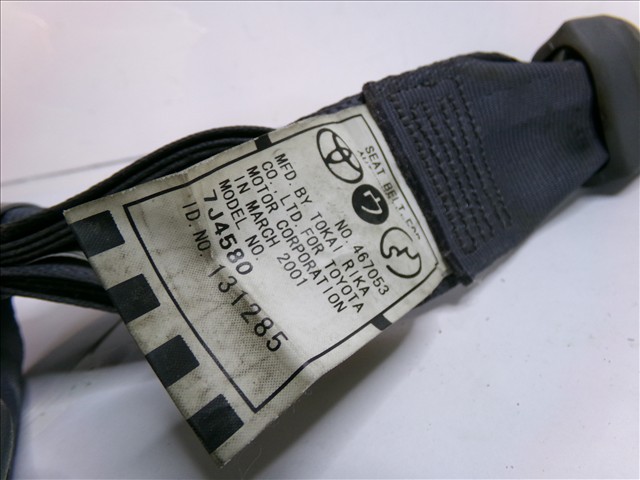 SEAT BELT
NO 467053
MFD. BY TOKAI RIKA
CO., LTD. FOR TOYOTA
MOTOR CORPORATION
IN MARCH 2001
MODEL NO.
7J4580
ID. NO. 131285